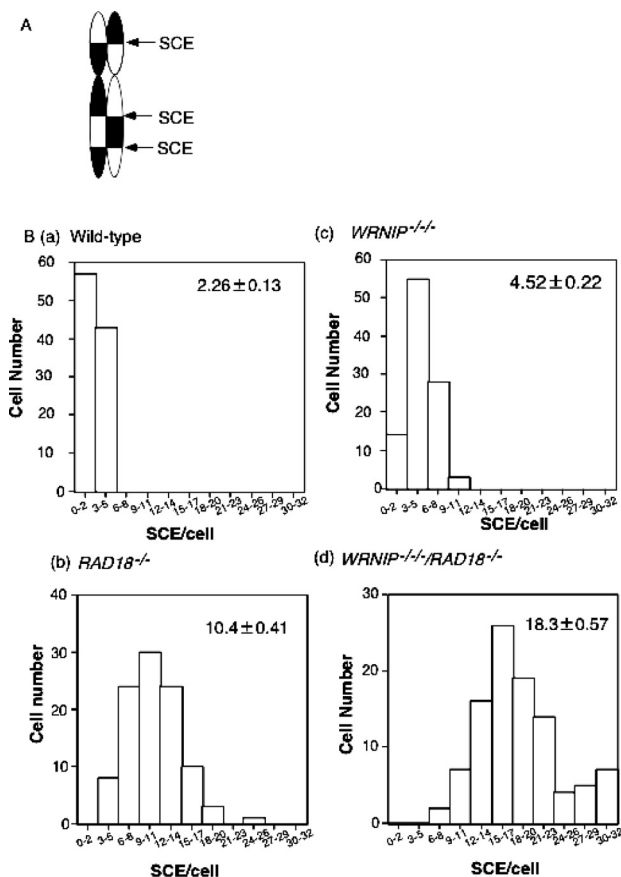 A
SCE
SCE
SCE
B (a) Wild-type
60
50
40
30
20
10
0
Cell Number
2.26±0.13
0-2 3-5 6-8 9-11 12-14 15-17 18-20 21-23 24-26 27-29 30-32
SCE/cell
(c) WRNIP-/-/-
60
50
40
30
20
10
0
Cell Number
4.52±0.22
0-2 3-5 6-8 9-11 12-14 15-17 18-20 21-23 24-26 27-29 30-32
SCE/cell
(b) RAD18-/-
40
30
20
10
0
Cell number
10.4±0.41
0-2 3-5 6-8 9-11 12-14 15-17 18-20 21-23 24-26 27-29 30-32
SCE/cell
(d) WRNIP-/-/-/RAD18-/-
30
20
10
0
Cell Number
18.3±0.57
0-2 3-5 6-8 9-11 12-14 15-17 18-20 21-23 24-26 27-29 30-32
SCE/cell